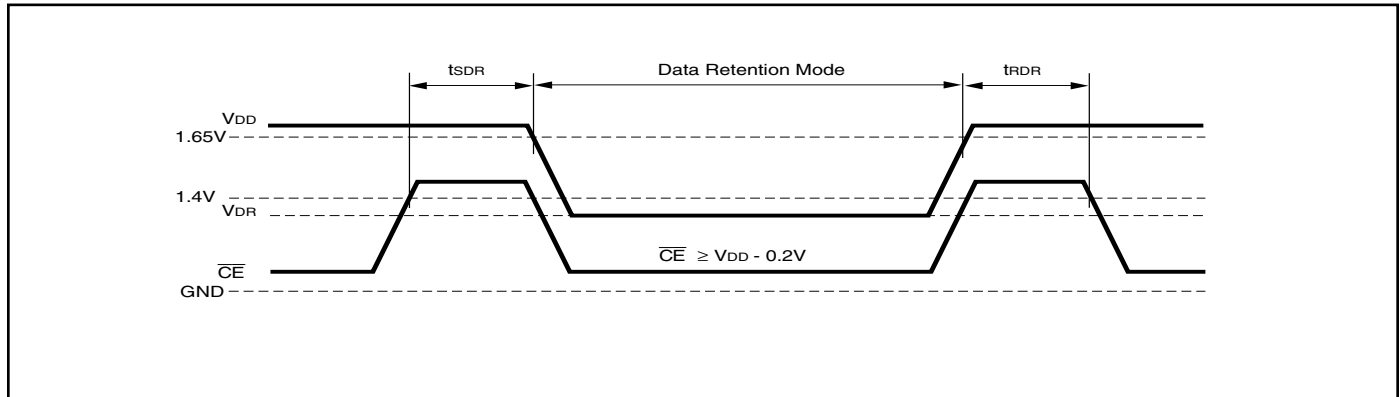 tSDR Data Retention Mode tRDR
VDD
1.65V
1.4V
VDR
CE ≥ VDD - 0.2V
CE
GND